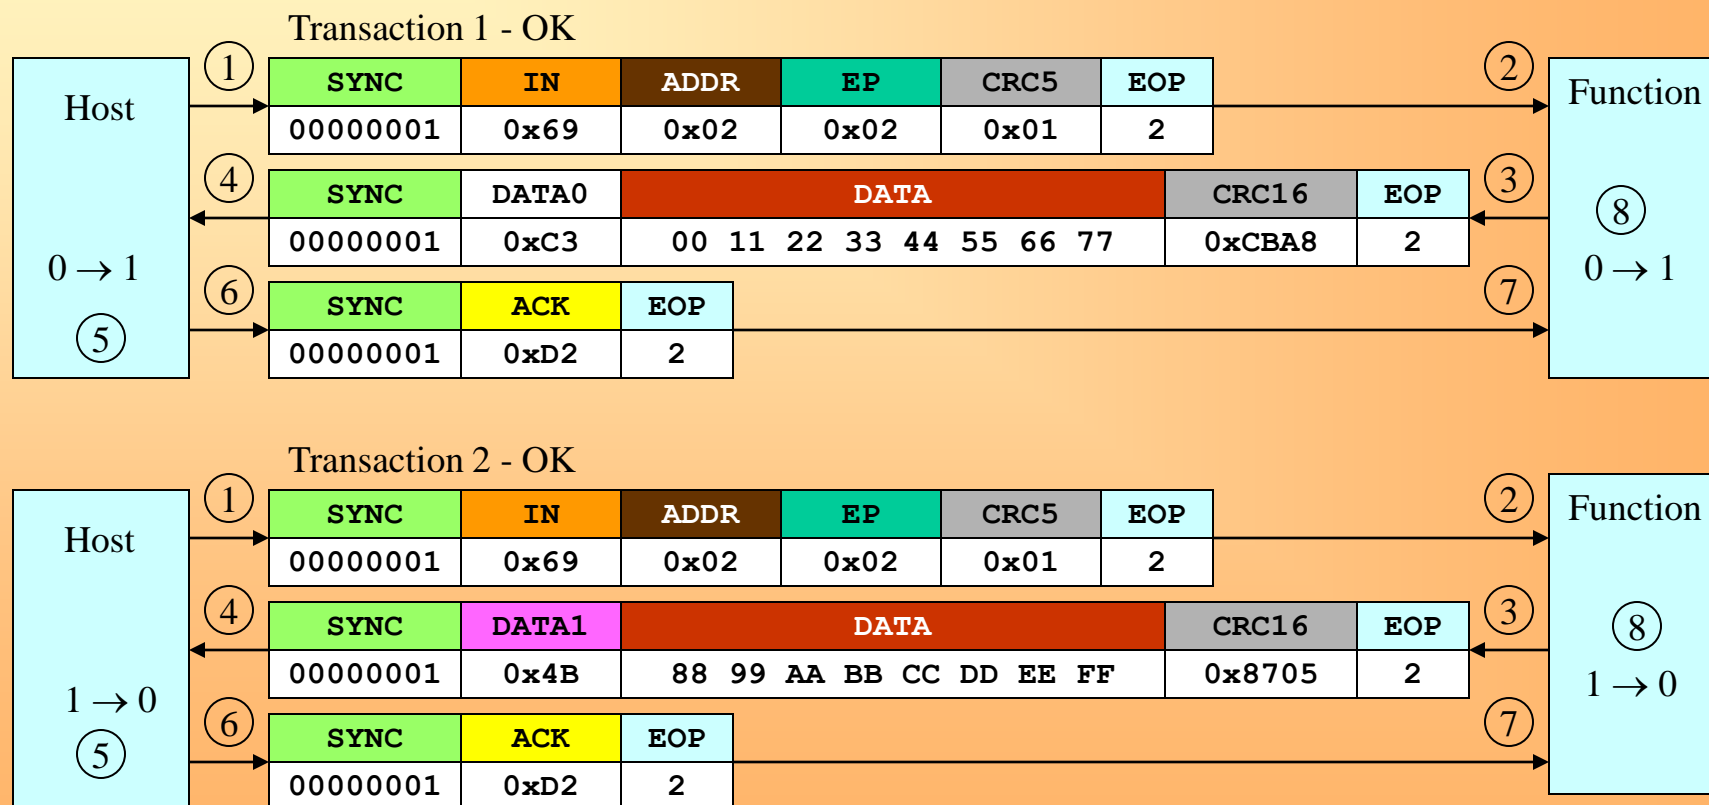 Transaction 1 - OK
Host
1
SYNC IN ADDR EP CRC5 EOP
00000001 0x69 0x02 0x02 0x01 2
2
Function
4
SYNC DATA0 DATA CRC16 EOP
00000001 0xC3 00 11 22 33 44 55 66 77 0xCBA8 2
3
8
0 → 1
0 → 1
5
6
SYNC ACK EOP
00000001 0xD2 2
7
Transaction 2 - OK
Host
1
SYNC IN ADDR EP CRC5 EOP
00000001 0x69 0x02 0x02 0x01 2
2
Function
4
SYNC DATA1 DATA CRC16 EOP
00000001 0x4B 88 99 AA BB CC DD EE FF 0x8705 2
3
8
1 → 0
1 → 0
5
6
SYNC ACK EOP
00000001 0xD2 2
7